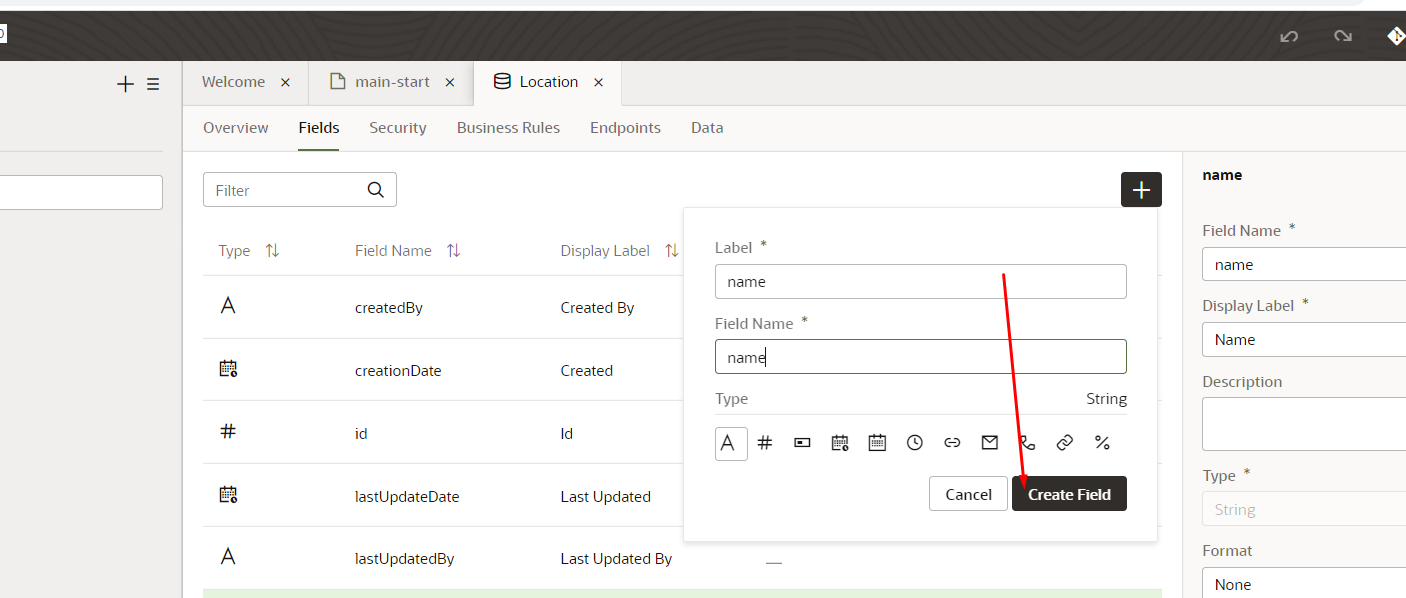 Welcome
main-start
Location
Overview
Fields
Security
Business Rules
Endpoints
Data
Filter
Type
Field Name
Display Label
createdBy
Created By
creationDate
Created
id
Id
lastUpdateDate
Last Updated
lastUpdatedBy
Last Updated By
Label *
name
Field Name *
name
Type
String
Cancel
Create Field
name
Field Name *
name
Display Label *
Name
Description
Type *
String
Format
None